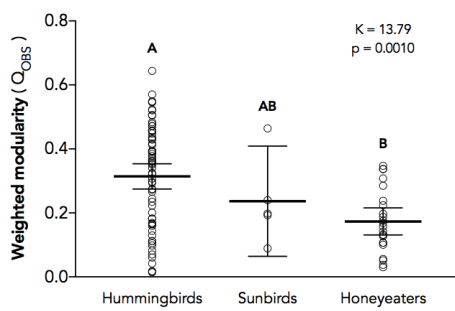 Weighted modularity (Q_OBS)
0.8
0.6
0.4
0.2
0.0
A
AB
B
K = 13.79
p = 0.0010
Hummingbirds
Sunbirds
Honeyeaters